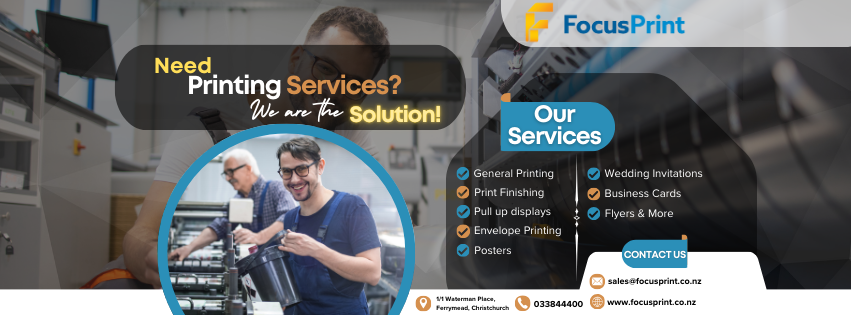 FocusPrint
Need
Printing Services?
We are the Solution!
Our
Services
General Printing
Print Finishing
Pull up displays
Envelope Printing
Posters
Wedding Invitations
Business Cards
Flyers & More
CONTACT US
sales@focusprint.co.nz
www.focusprint.co.nz
1/1 Waterman Place,
Ferrymead, Christchurch
033844400